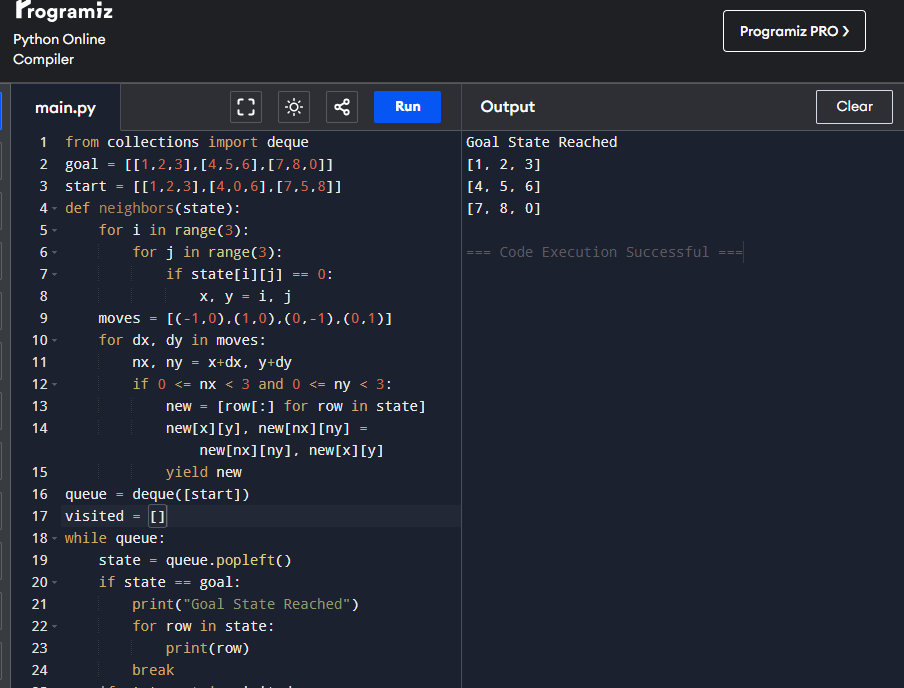 Programiz
Python Online
Compiler
Programiz PRO ❯
main.py
Run
Output
Clear
1 from collections import deque
2 goal = [[1,2,3],[4,5,6],[7,8,0]]
3 start = [[1,2,3],[4,0,6],[7,5,8]]
4 def neighbors(state):
5     for i in range(3):
6         for j in range(3):
7             if state[i][j] == 0:
8                 x, y = i, j
9     moves = [(-1,0),(1,0),(0,-1),(0,1)]
10     for dx, dy in moves:
11         nx, ny = x+dx, y+dy
12         if 0 <= nx < 3 and 0 <= ny < 3:
13             new = [row[:] for row in state]
14             new[x][y], new[nx][ny] =
                new[nx][ny], new[x][y]
15             yield new
16 queue = deque([start])
17 visited = []
18 while queue:
19     state = queue.popleft()
20     if state == goal:
21         print("Goal State Reached")
22         for row in state:
23             print(row)
24         break
Goal State Reached
[1, 2, 3]
[4, 5, 6]
[7, 8, 0]
=== Code Execution Successful ===